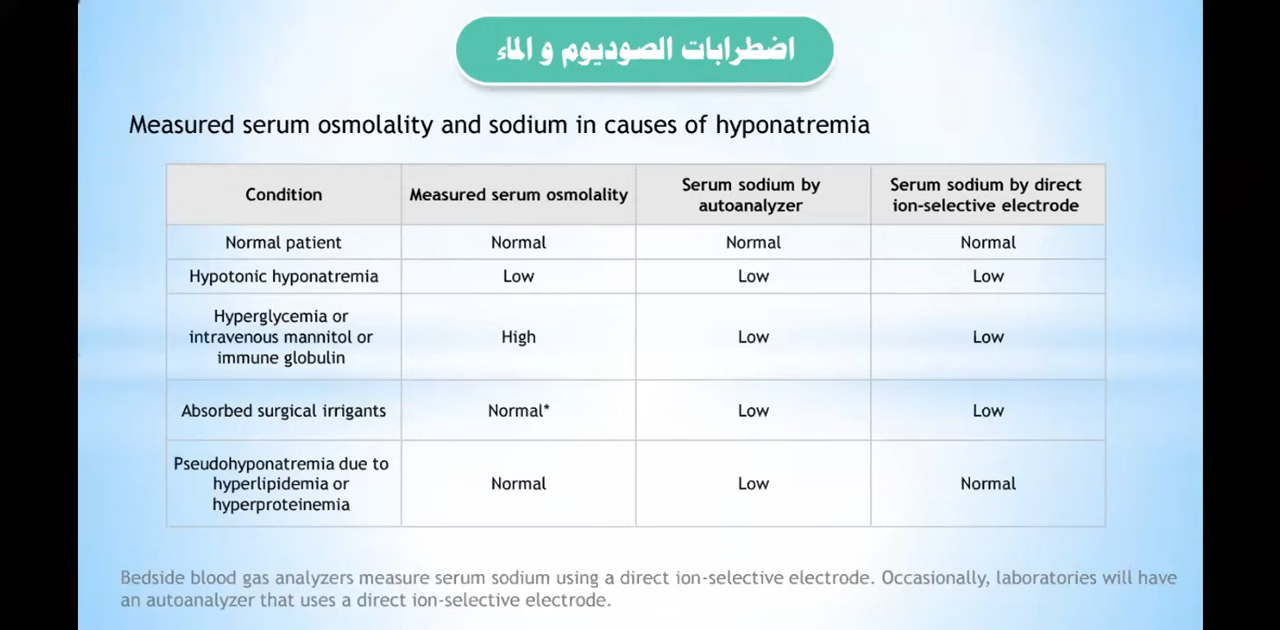 اضطرابات الصوديوم و الماء
Measured serum osmolality and sodium in causes of hyponatremia
Condition
Measured serum osmolality
Serum sodium by
autoanalyzer
Serum sodium by direct
ion-selective electrode
Normal patient
Normal
Normal
Normal
Hypotonic hyponatremia
Low
Low
Low
Hyperglycemia or
intravenous mannitol or
immune globulin
High
Low
Low
Absorbed surgical irrigants
Normal*
Low
Low
Pseudohyponatremia due to
hyperlipidemia or
hyperproteinemia
Normal
Low
Normal
Bedside blood gas analyzers measure serum sodium using a direct ion-selective electrode. Occasionally, laboratories will have
an autoanalyzer that uses a direct ion-selective electrode.